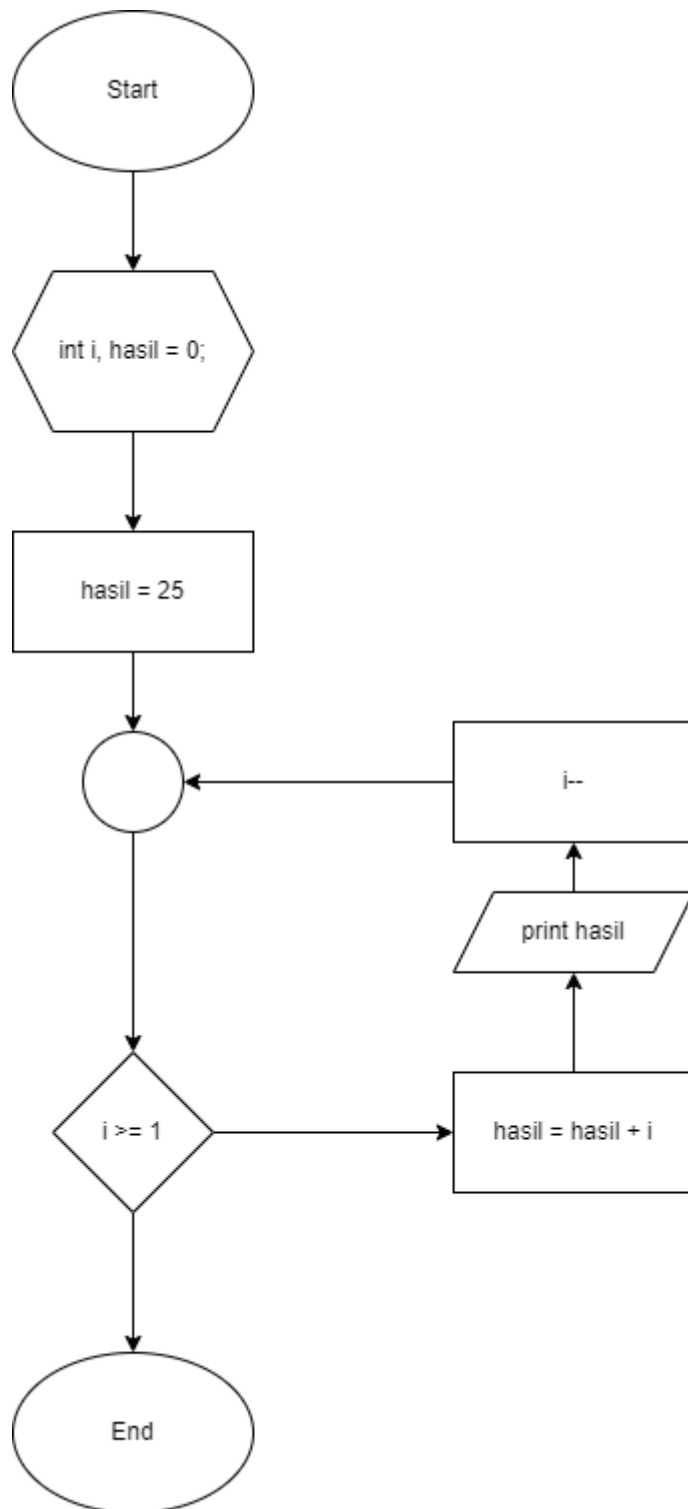 Start
int i, hasil = 0;
hasil = 25
i--
print hasil
i >= 1
hasil = hasil + i
End